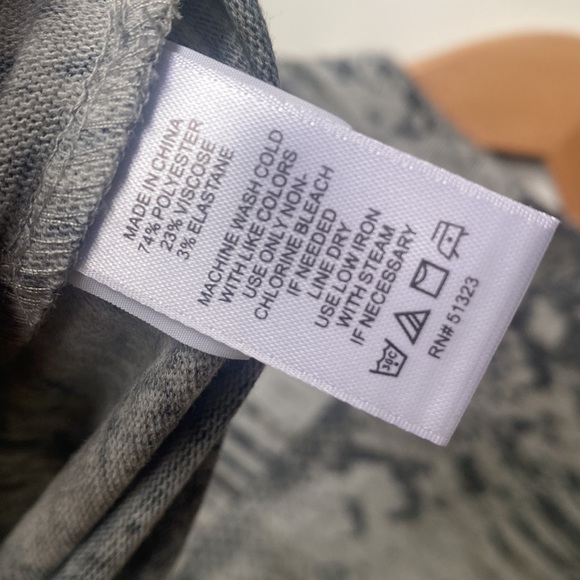 MADE IN CHINA
74% POLYESTER
23% VISCOSE
3% ELASTANE
MACHINE WASH COLD
WITH LIKE COLORS
USE ONLY NON-
CHLORINE BLEACH
IF NEEDED
LINE DRY
USE LOW IRON
WITH STEAM
IF NECESSARY
30C
RN# 51323